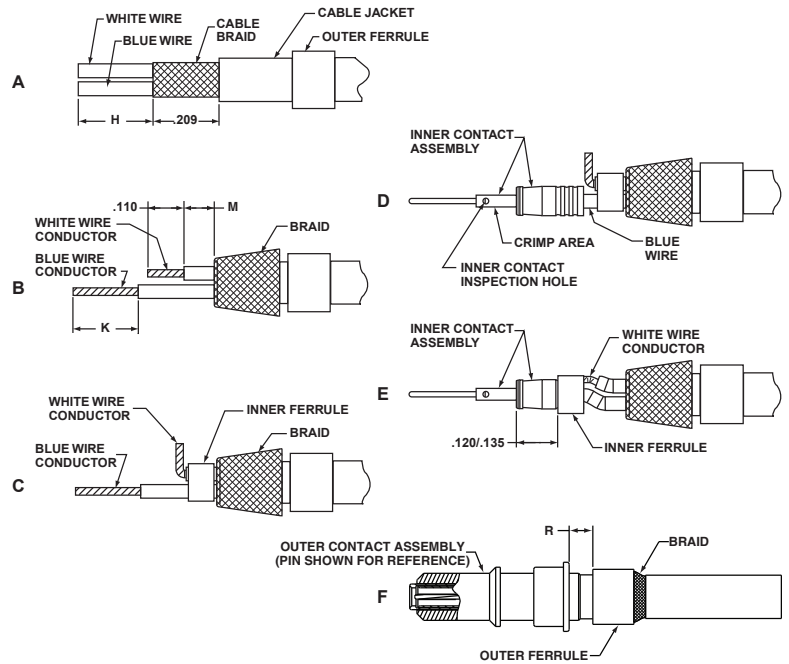 WHITE WIRE
BLUE WIRE
CABLE
BRAID
CABLE JACKET
OUTER FERRULE
A
H
.209
.110
M
WHITE WIRE
CONDUCTOR
BLUE WIRE
CONDUCTOR
BRAID
B
K
WHITE WIRE
CONDUCTOR
INNER FERRULE
BRAID
BLUE WIRE
CONDUCTOR
C
INNER CONTACT
ASSEMBLY
D
CRIMP AREA
BLUE
WIRE
INNER CONTACT
INSPECTION HOLE
INNER CONTACT
ASSEMBLY
WHITE WIRE
CONDUCTOR
E
.120/.135
INNER FERRULE
R
OUTER CONTACT ASSEMBLY
(PIN SHOWN FOR REFERENCE)
BRAID
F
OUTER FERRULE